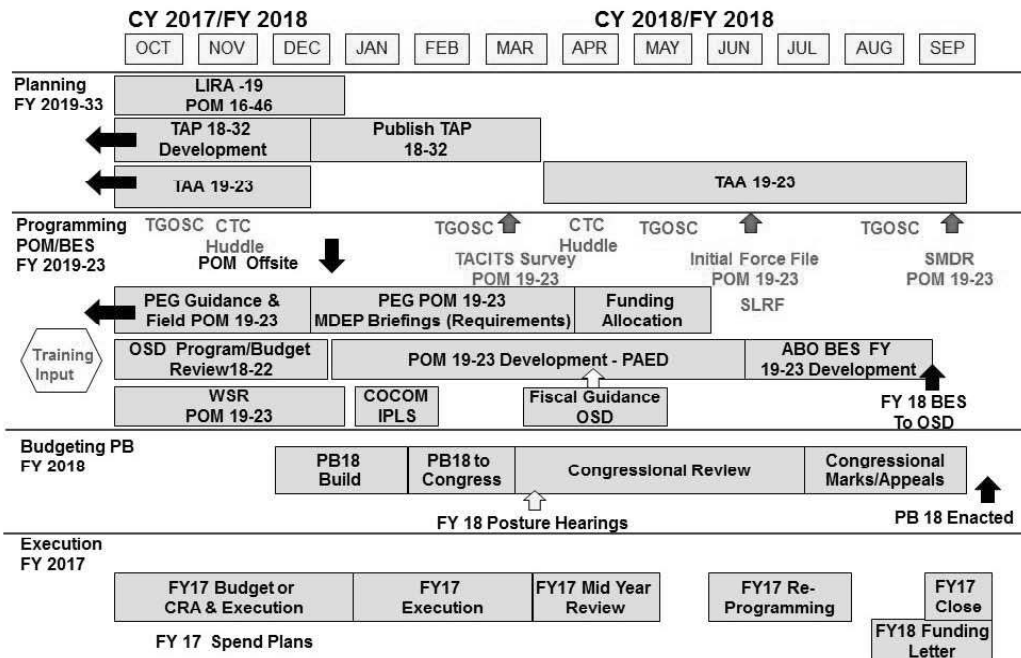 CY 2017/FY 2018
CY 2018/FY 2018
OCT NOV DEC JAN FEB MAR APR MAY JUN JUL AUG SEP
Planning
FY 2019-33
LIRA -19
POM 16-46
TAP 18-32
Development
Publish TAP
18-32
TAA 19-23
TAA 19-23
Programming
POM/BES
FY 2019-23
TGOSC
CTC
Huddle
POM Offsite
TGOSC
TACITS Survey
POM 19-23
CTC
Huddle
TGOSC
Initial Force File
POM 19-23
SLRF
TGOSC
SMDR
POM 19-23
PEG Guidance &
Field POM 19-23
PEG POM 19-23
MDEP Briefings (Requirements)
Funding
Allocation
Training
Input
OSD Program/Budget
Review18-22
POM 19-23 Development - PAED
ABO BES FY
19-23 Development
WSR
POM 19-23
COCOM
IPLS
Fiscal Guidance
OSD
FY 18 BES
To OSD
Budgeting PB
FY 2018
PB18
Build
PB18 to
Congress
Congressional Review
Congressional
Marks/Appeals
FY 18 Posture Hearings
PB 18 Enacted
Execution
FY 2017
FY17 Budget or
CRA & Execution
FY17
Execution
FY17 Mid Year
Review
FY17 Re-
Programming
FY17
Close
FY 17 Spend Plans
FY18 Funding
Letter